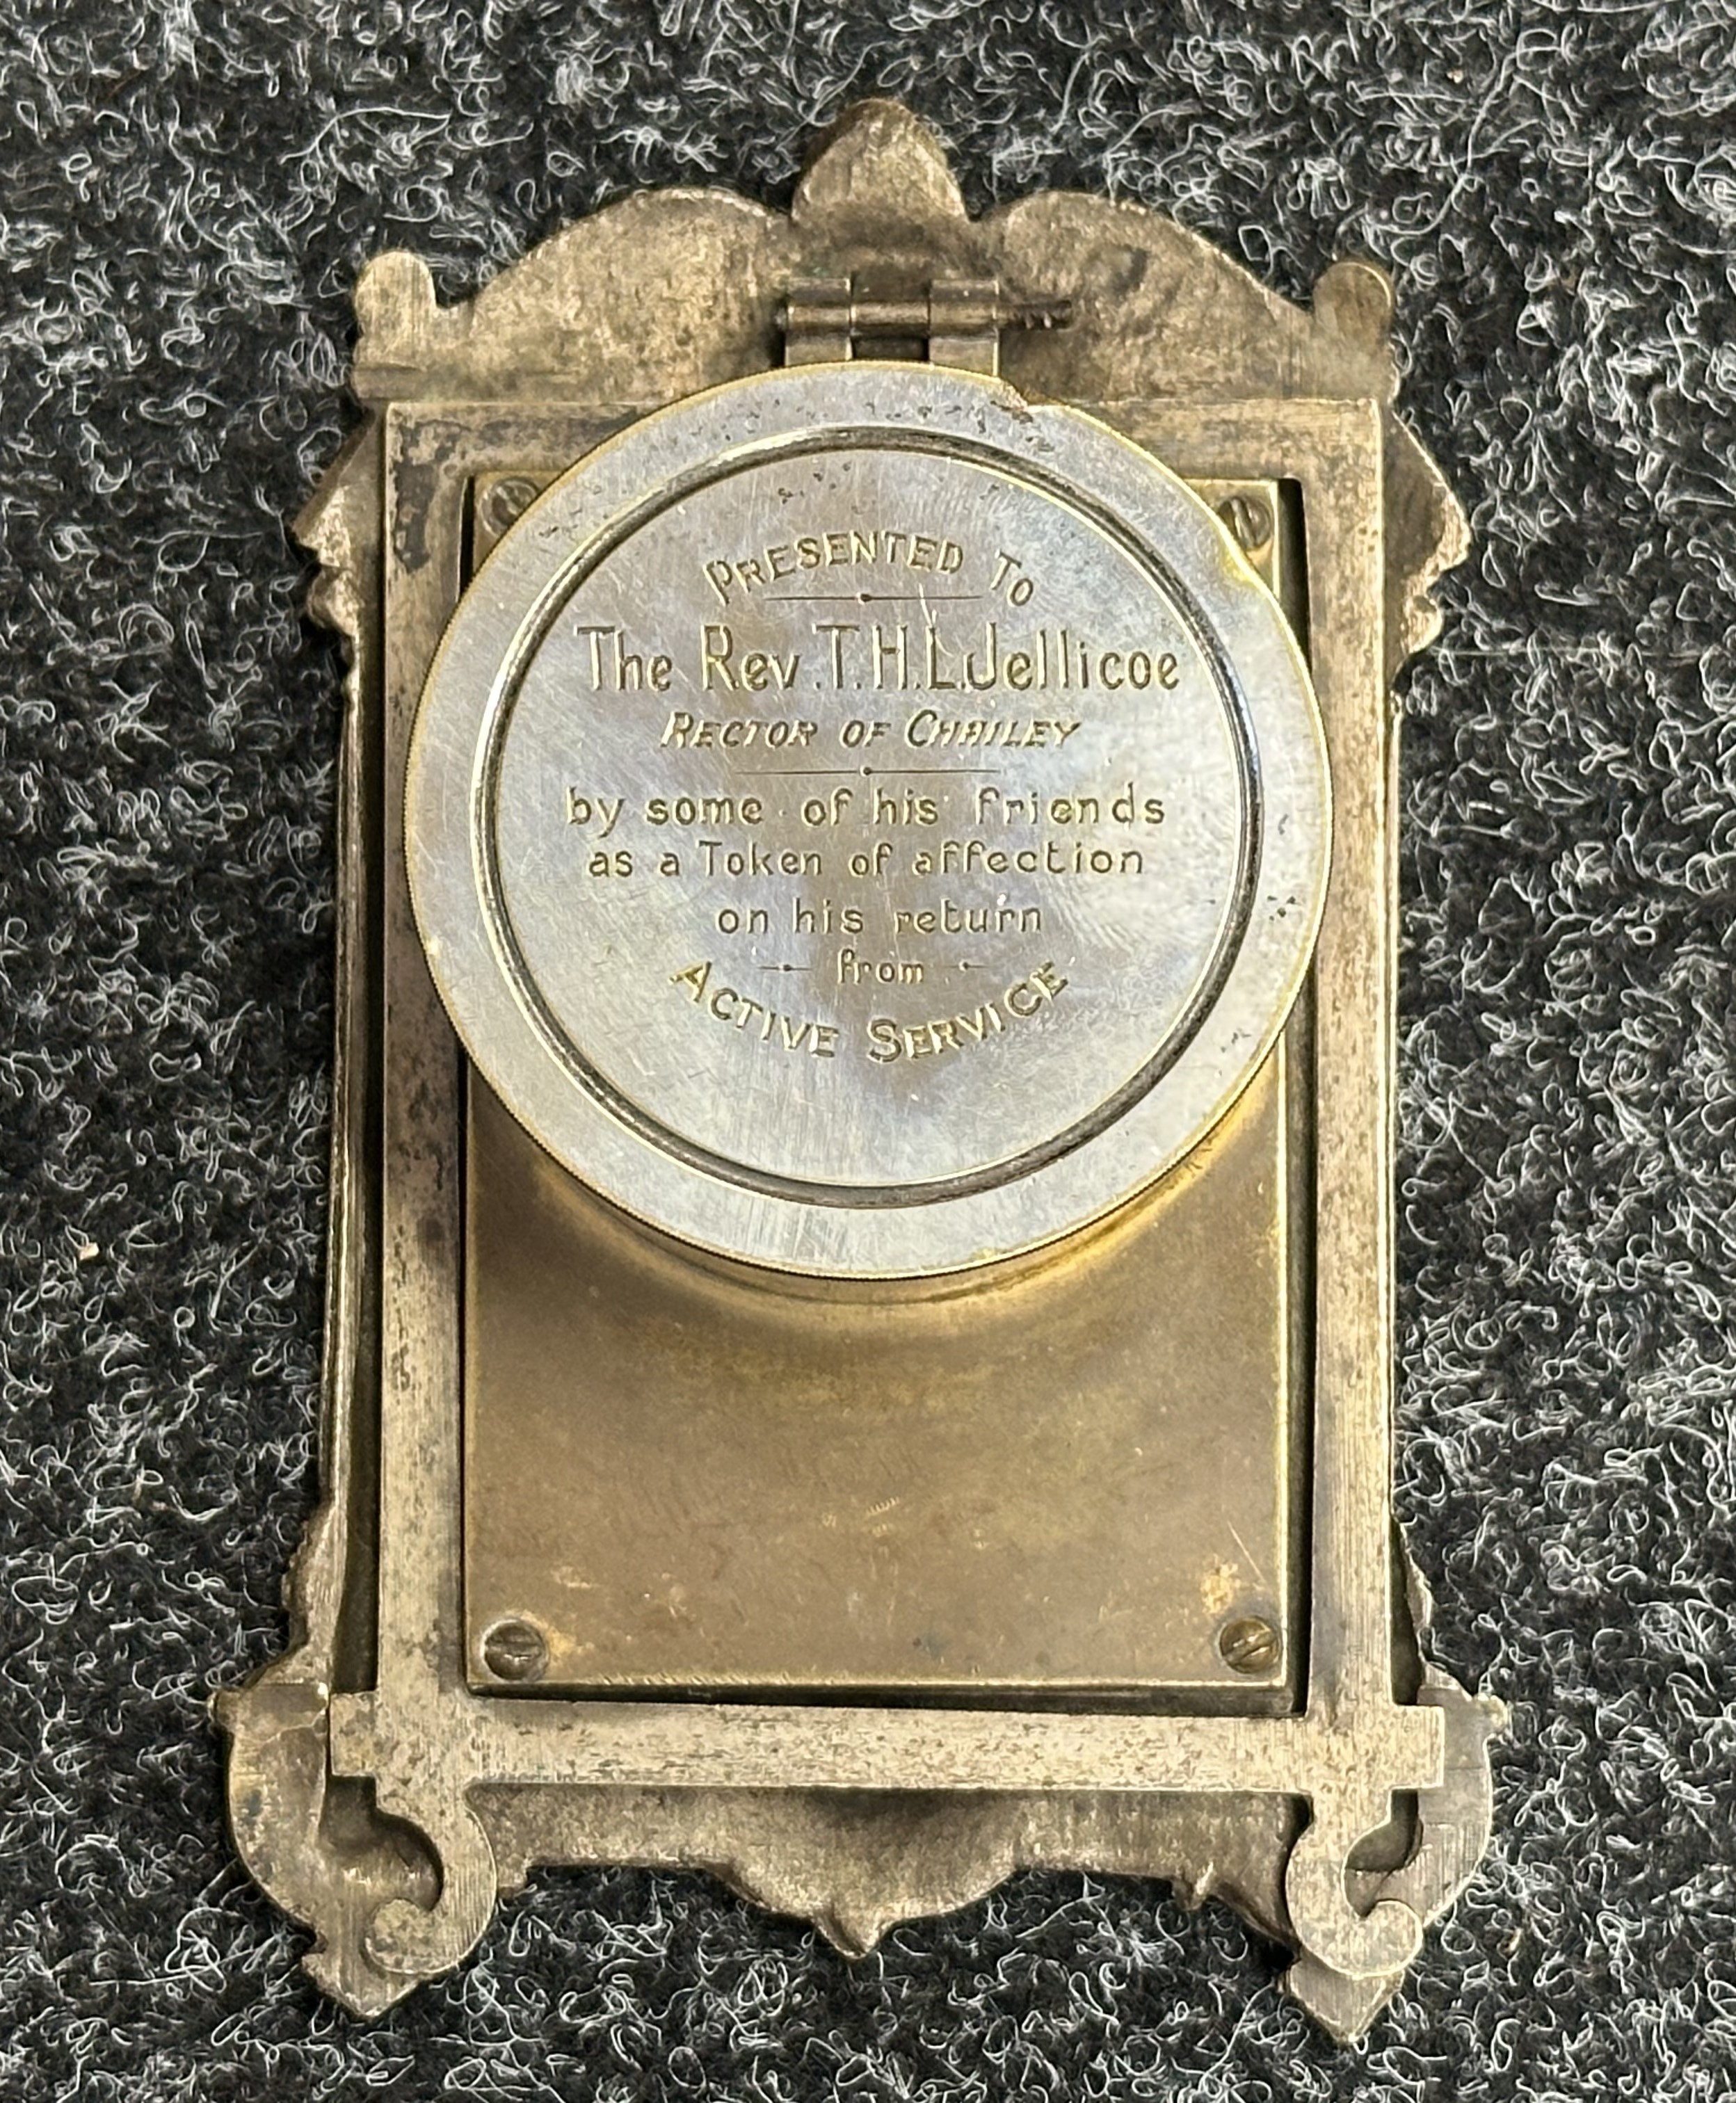 PRESENTED TO
The Rev. T.H.L. Jellicoe
RECTOR OF CHAILEY
by some of his friends
as a Token of affection
on his return
from
ACTIVE SERVICE